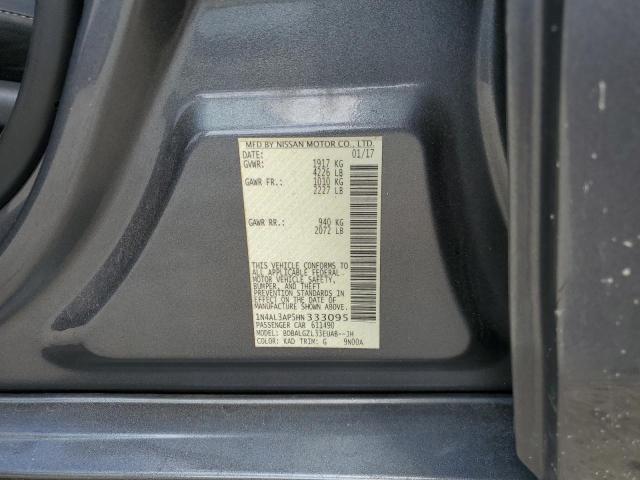 MFD BY NISSAN MOTOR CO., LTD.
DATE: 01/17
GVWR: 1917 KG
4226 LB
GAWR FR.: 1010 KG
2227 LB
GAWR RR.: 940 KG
2072 LB
THIS VEHICLE CONFORMS TO
ALL APPLICABLE FEDERAL
MOTOR VEHICLE SAFETY,
BUMPER, AND THEFT
PREVENTION STANDARDS
IN EFFECT ON THE DATE OF
MANUFACTURE SHOWN ABOVE.
1N4AL3AP5HN333095
PASSENGER CAR 611490
MODEL: BDBALGZL33EUAB--JH
COLOR: KAD TRIM: G 9N00A